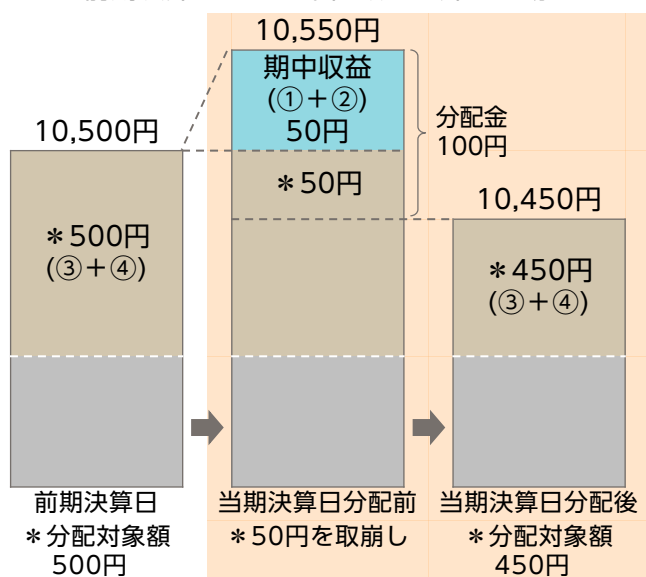 10,550円
期中収益
(①＋②)
50円
分配金
100円
10,500円
＊50円
10,450円
＊500円
(③＋④)
＊450円
(③＋④)
前期決算日
当期決算日分配前
当期決算日分配後
＊分配対象額
500円
＊50円を取崩し
＊分配対象額
450円